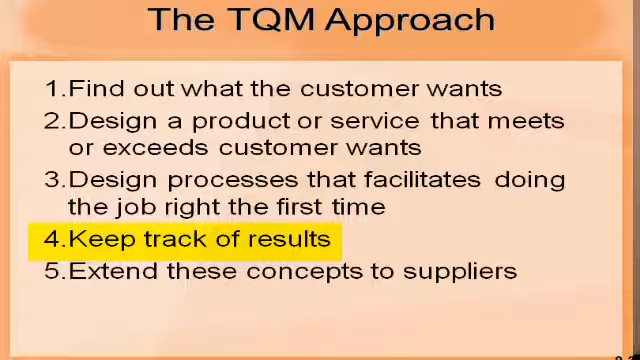 The TQM Approach
1.Find out what the customer wants
2.Design a product or service that meets
or exceeds customer wants
3.Design processes that facilitates doing
the job right the first time
4.Keep track of results
5.Extend these concepts to suppliers